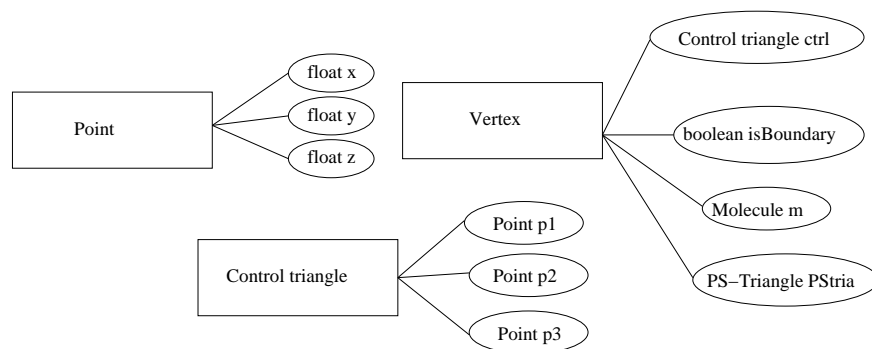 Point
float x
float y
float z
Vertex
Control triangle ctrl
boolean isBoundary
Molecule m
PS−Triangle PStria
Control triangle
Point p1
Point p2
Point p3